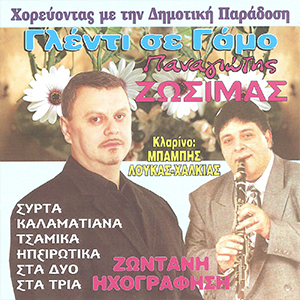 Χορεύοντας με την Δημοτική Παράδοση
Γλέντι σε Γάμο
Παναγιώτης
ΖΩΣΙΜΑΣ
Κλαρίνο:
ΜΠΑΜΠΗΣ
ΛΟΥΚΑΣ-ΧΑΛΚΙΑΣ
ΣΥΡΤΑ
ΚΑΛΑΜΑΤΙΑΝΑ
ΤΣΑΜΙΚΑ
ΗΠΕΙΡΩΤΙΚΑ
ΣΤΑ ΔΥΟ
ΣΤΑ ΤΡΙΑ
ΖΩΝΤΑΝΗ
ΗΧΟΓΡΑΦΗΣΗ